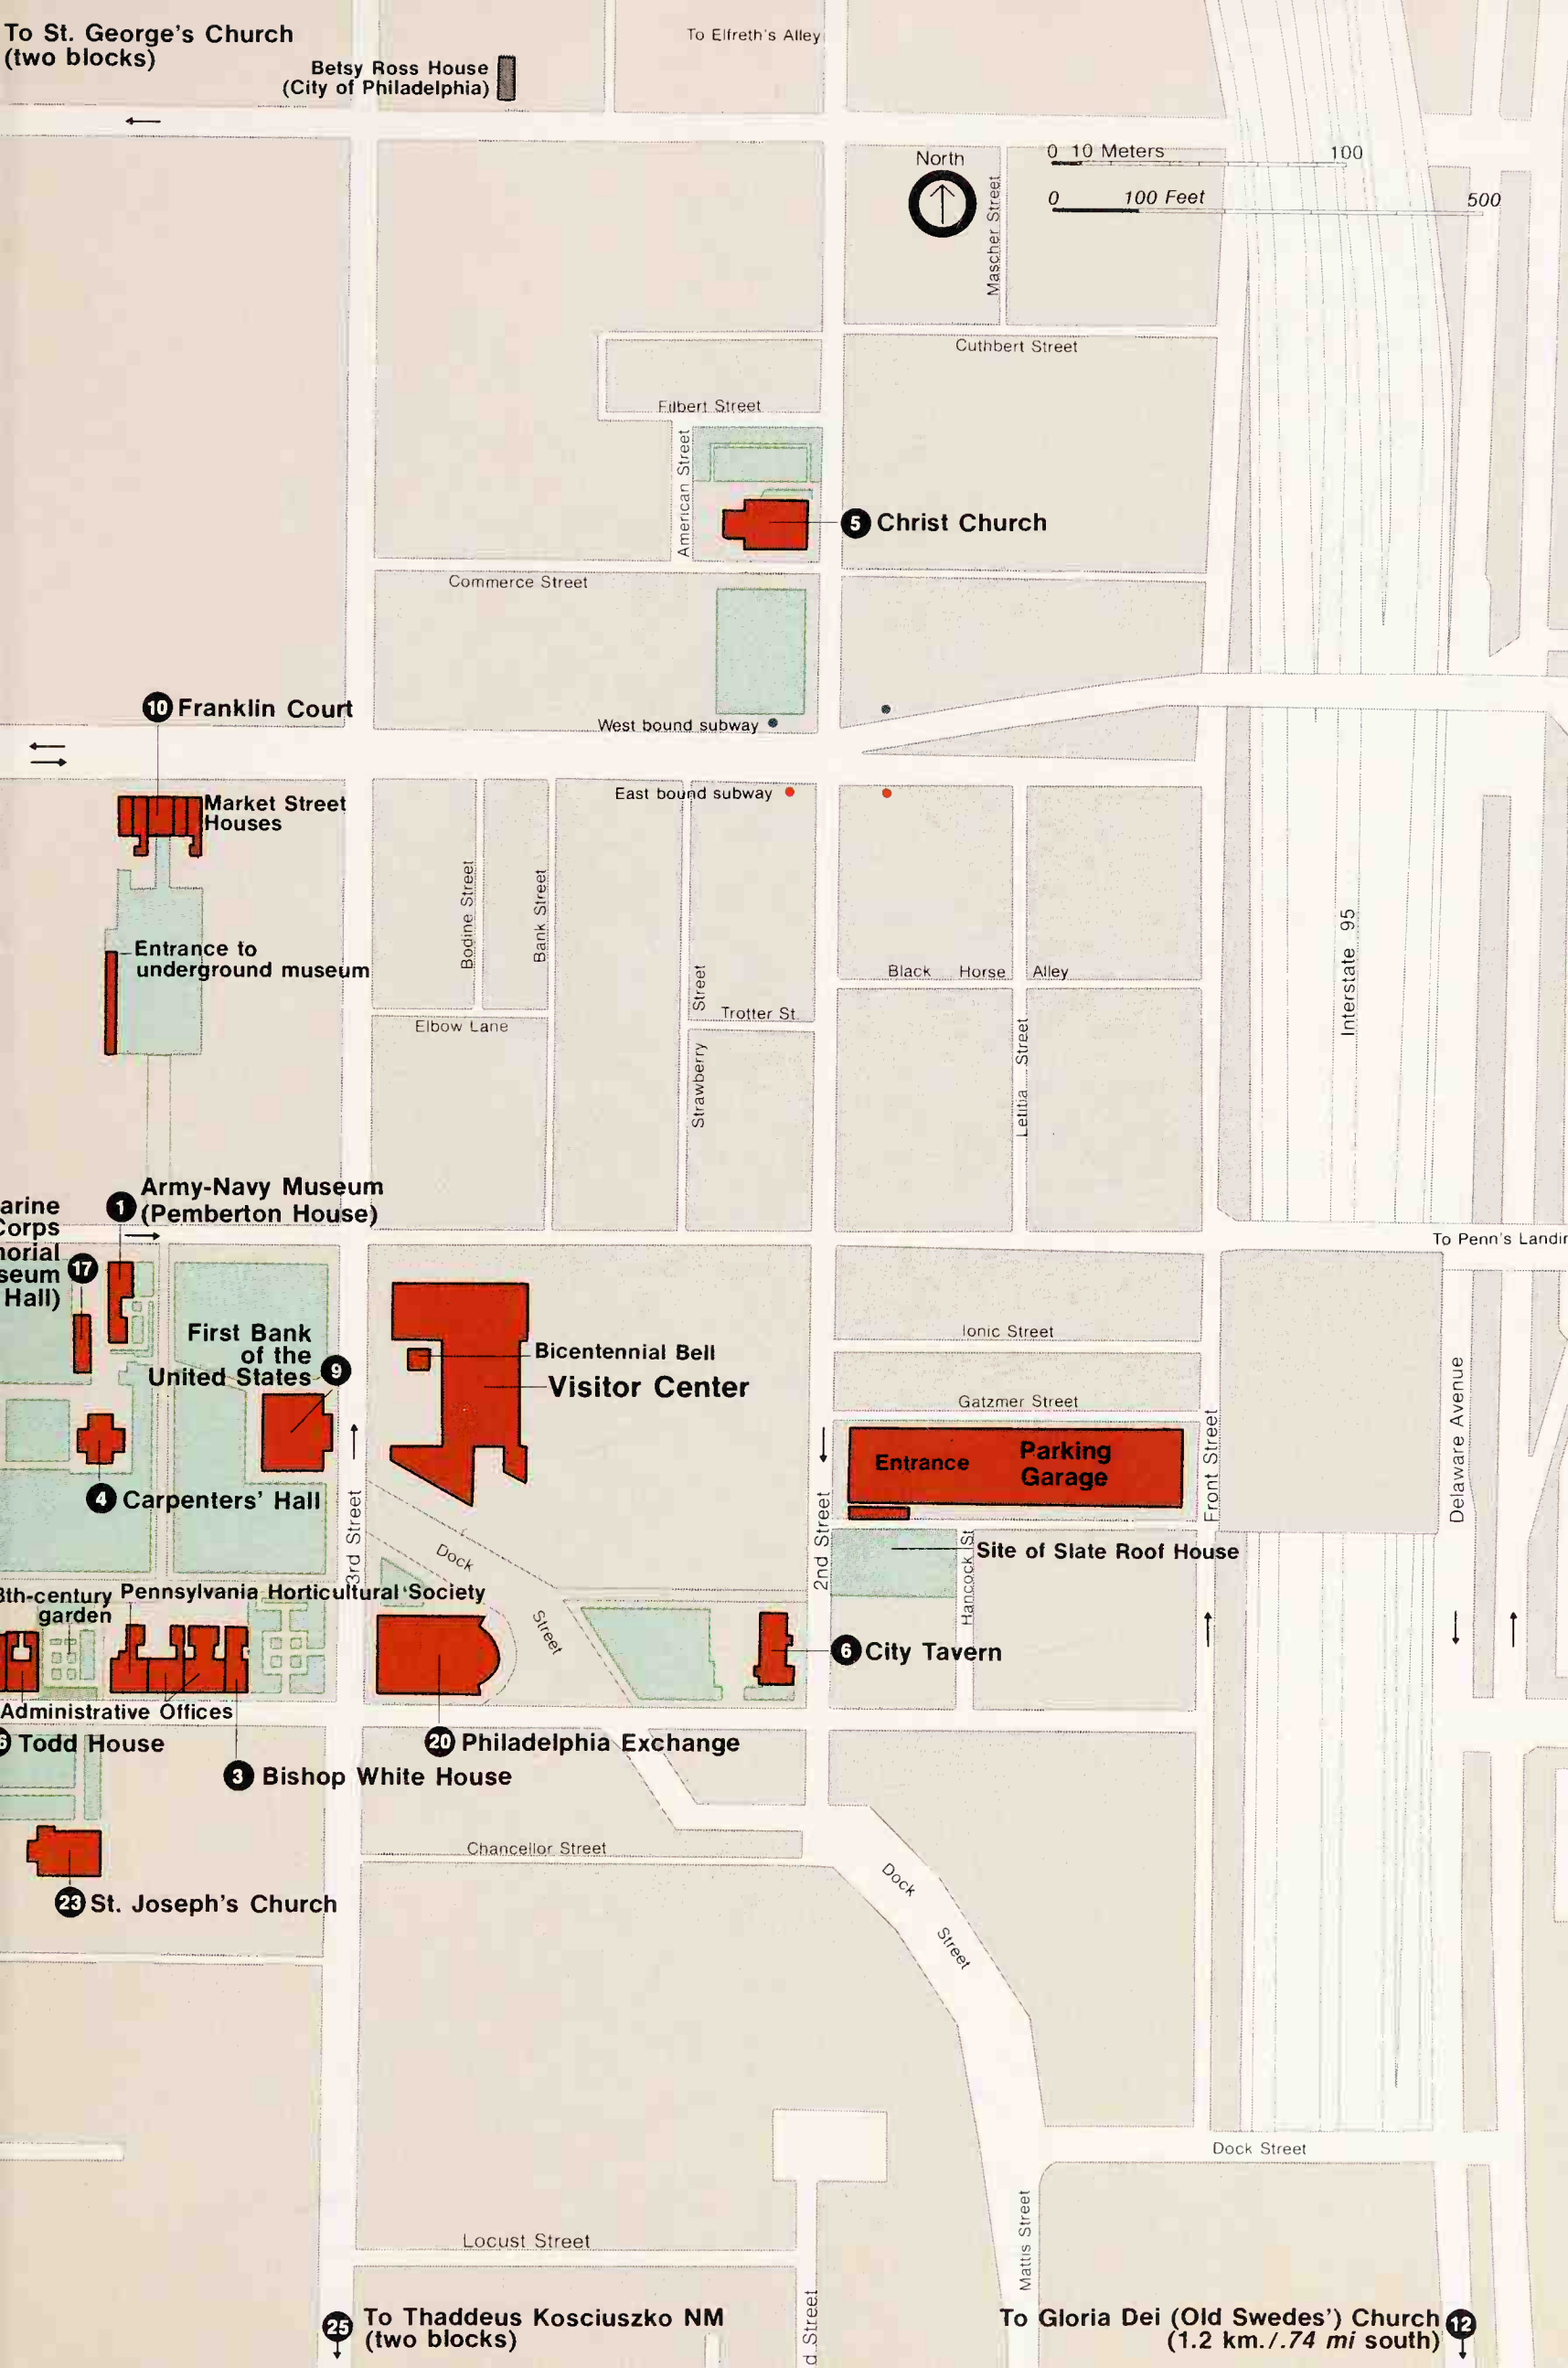 To St. George's Church
(two blocks)
To Elfreth's Alley
Betsy Ross House
(City of Philadelphia)
North
0 10 Meters 100
0 100 Feet 500
Mascher Street
Cuthbert Street
Filbert Street
American Street
5 Christ Church
Commerce Street
10 Franklin Court
West bound subway
Market Street
Houses
East bound subway
Bodine Street
Bank Street
Entrance to
underground museum
Street
Strawberry
Trotter St.
Elbow Lane
Black Horse Alley
Letitia Street
Interstate 95
1 Army-Navy Museum
(Pemberton House)
arine
Corps
norial
seum 17
Hall)
To Penn's Landin
First Bank
of the
United States 9
Bicentennial Bell
Visitor Center
Ionic Street
Gatzmer Street
Entrance
Parking
Garage
Front Street
Delaware Avenue
4 Carpenters' Hall
3rd Street
2nd Street
Dock
Street
Site of Slate Roof House
Hancock St
8th-century
garden
Pennsylvania Horticultural Society
6 City Tavern
Administrative Offices
6 Todd House
20 Philadelphia Exchange
3 Bishop White House
Chancellor Street
Dock
Street
23 St. Joseph's Church
Dock Street
Mattis Street
Locust Street
d Street
25 To Thaddeus Kosciuszko NM
(two blocks)
To Gloria Dei (Old Swedes') Church 12
(1.2 km./.74 mi south)